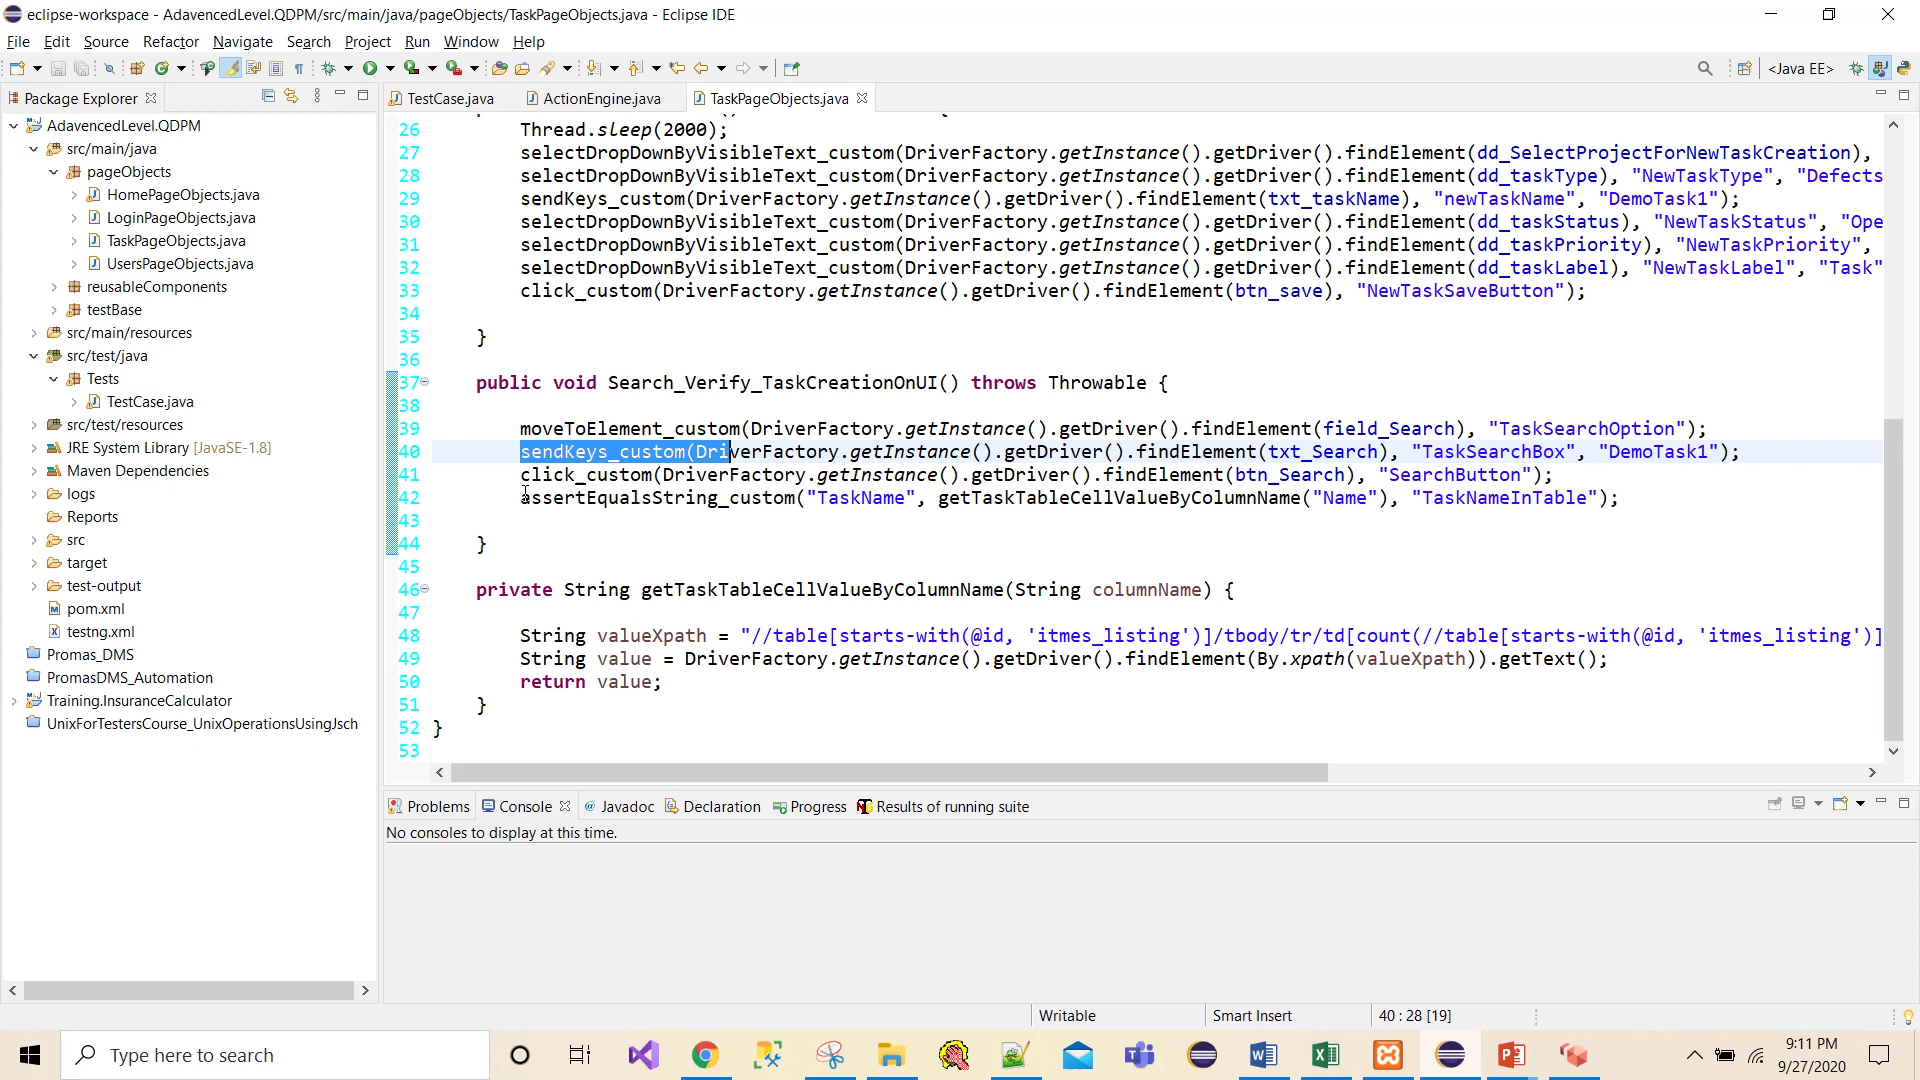 eclipse-workspace - AdavencedLevel.QDPM/src/main/java/pageObjects/TaskPageObjects.java - Eclipse IDE
File Edit Source Refactor Navigate Search Project Run Window Help
<Java EE>
Package Explorer
AdavencedLevel.QDPM
src/main/java
pageObjects
HomePageObjects.java
LoginPageObjects.java
TaskPageObjects.java
UsersPageObjects.java
reusableComponents
testBase
src/main/resources
src/test/java
Tests
TestCase.java
src/test/resources
JRE System Library [JavaSE-1.8]
Maven Dependencies
logs
Reports
src
target
test-output
pom.xml
testng.xml
Promas_DMS
PromasDMS_Automation
Training.InsuranceCalculator
UnixForTestersCourse_UnixOperationsUsingJsch
TestCase.java ActionEngine.java TaskPageObjects.java
26 Thread.sleep(2000);
27 selectDropDownByVisibleText_custom(DriverFactory.getInstance().getDriver().findElement(dd_SelectProjectForNewTaskCreation),
28 selectDropDownByVisibleText_custom(DriverFactory.getInstance().getDriver().findElement(dd_taskType), "NewTaskType", "Defects
29 sendKeys_custom(DriverFactory.getInstance().getDriver().findElement(txt_taskName), "newTaskName", "DemoTask1");
30 selectDropDownByVisibleText_custom(DriverFactory.getInstance().getDriver().findElement(dd_taskStatus), "NewTaskStatus", "Ope
31 selectDropDownByVisibleText_custom(DriverFactory.getInstance().getDriver().findElement(dd_taskPriority), "NewTaskPriority",
32 selectDropDownByVisibleText_custom(DriverFactory.getInstance().getDriver().findElement(dd_taskLabel), "NewTaskLabel", "Task"
33 click_custom(DriverFactory.getInstance().getDriver().findElement(btn_save), "NewTaskSaveButton");
34
35 }
36
37 public void Search_Verify_TaskCreationOnUI() throws Throwable {
38
39 moveToElement_custom(DriverFactory.getInstance().getDriver().findElement(field_Search), "TaskSearchOption");
40 sendKeys_custom(DriverFactory.getInstance().getDriver().findElement(txt_Search), "TaskSearchBox", "DemoTask1");
41 click_custom(DriverFactory.getInstance().getDriver().findElement(btn_Search), "SearchButton");
42 assertEqualsString_custom("TaskName", getTaskTableCellValueByColumnName("Name"), "TaskNameInTable");
43
44 }
45
46 private String getTaskTableCellValueByColumnName(String columnName) {
47
48 String valueXpath = "//table[starts-with(@id, 'itmes_listing')]/tbody/tr/td[count(//table[starts-with(@id, 'itmes_listing')]
49 String value = DriverFactory.getInstance().getDriver().findElement(By.xpath(valueXpath)).getText();
50 return value;
51 }
52 }
53
Problems Console Javadoc Declaration Progress Results of running suite
No consoles to display at this time.
Writable Smart Insert 40 : 28 [19]
Type here to search
9:11 PM
9/27/2020